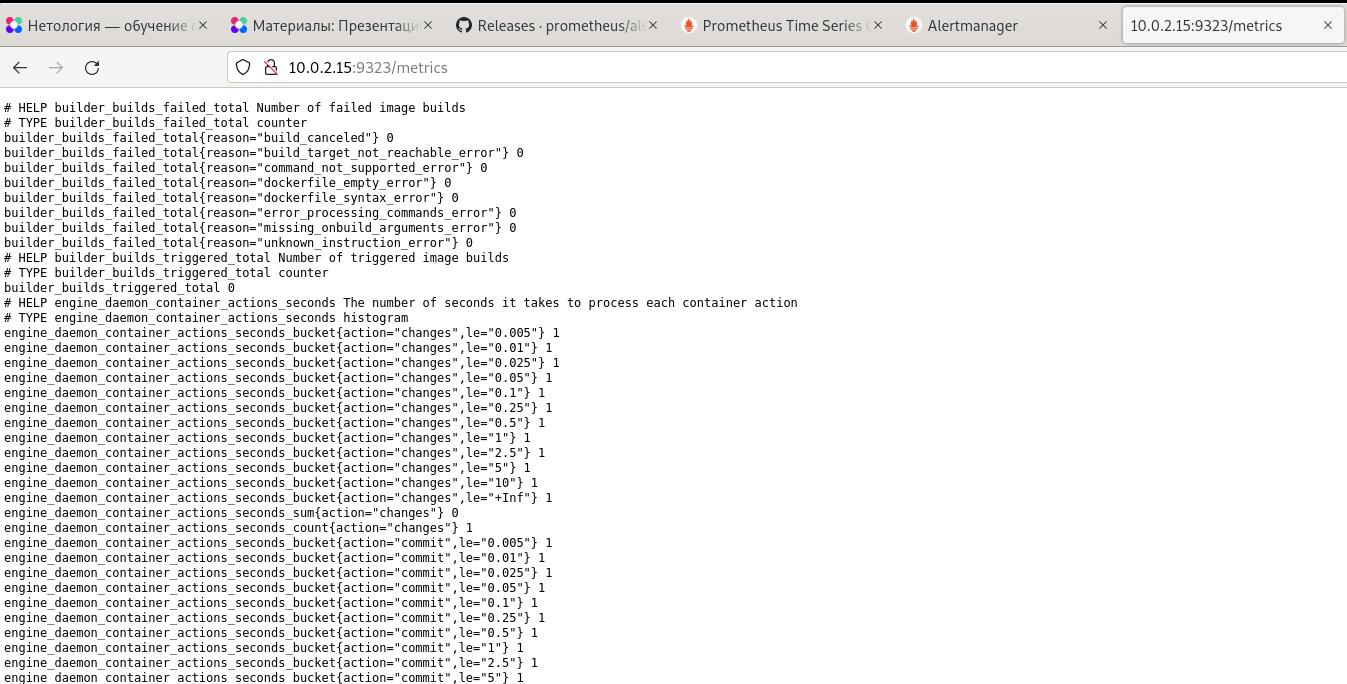 Нетология — обучение
Материалы: Презентаци
Releases · prometheus/al
Prometheus Time Series
Alertmanager
10.0.2.15:9323/metrics
10.0.2.15:9323/metrics
# HELP builder_builds_failed_total Number of failed image builds
# TYPE builder_builds_failed_total counter
builder_builds_failed_total{reason="build_canceled"} 0
builder_builds_failed_total{reason="build_target_not_reachable_error"} 0
builder_builds_failed_total{reason="command_not_supported_error"} 0
builder_builds_failed_total{reason="dockerfile_empty_error"} 0
builder_builds_failed_total{reason="dockerfile_syntax_error"} 0
builder_builds_failed_total{reason="error_processing_commands_error"} 0
builder_builds_failed_total{reason="missing_onbuild_arguments_error"} 0
builder_builds_failed_total{reason="unknown_instruction_error"} 0
# HELP builder_builds_triggered_total Number of triggered image builds
# TYPE builder_builds_triggered_total counter
builder_builds_triggered_total 0
# HELP engine_daemon_container_actions_seconds The number of seconds it takes to process each container action
# TYPE engine_daemon_container_actions_seconds histogram
engine_daemon_container_actions_seconds_bucket{action="changes",le="0.005"} 1
engine_daemon_container_actions_seconds_bucket{action="changes",le="0.01"} 1
engine_daemon_container_actions_seconds_bucket{action="changes",le="0.025"} 1
engine_daemon_container_actions_seconds_bucket{action="changes",le="0.05"} 1
engine_daemon_container_actions_seconds_bucket{action="changes",le="0.1"} 1
engine_daemon_container_actions_seconds_bucket{action="changes",le="0.25"} 1
engine_daemon_container_actions_seconds_bucket{action="changes",le="0.5"} 1
engine_daemon_container_actions_seconds_bucket{action="changes",le="1"} 1
engine_daemon_container_actions_seconds_bucket{action="changes",le="2.5"} 1
engine_daemon_container_actions_seconds_bucket{action="changes",le="5"} 1
engine_daemon_container_actions_seconds_bucket{action="changes",le="10"} 1
engine_daemon_container_actions_seconds_bucket{action="changes",le="+Inf"} 1
engine_daemon_container_actions_seconds_sum{action="changes"} 0
engine_daemon_container_actions_seconds_count{action="changes"} 1
engine_daemon_container_actions_seconds_bucket{action="commit",le="0.005"} 1
engine_daemon_container_actions_seconds_bucket{action="commit",le="0.01"} 1
engine_daemon_container_actions_seconds_bucket{action="commit",le="0.025"} 1
engine_daemon_container_actions_seconds_bucket{action="commit",le="0.05"} 1
engine_daemon_container_actions_seconds_bucket{action="commit",le="0.1"} 1
engine_daemon_container_actions_seconds_bucket{action="commit",le="0.25"} 1
engine_daemon_container_actions_seconds_bucket{action="commit",le="0.5"} 1
engine_daemon_container_actions_seconds_bucket{action="commit",le="1"} 1
engine_daemon_container_actions_seconds_bucket{action="commit",le="2.5"} 1
engine_daemon_container_actions_seconds_bucket{action="commit",le="5"} 1